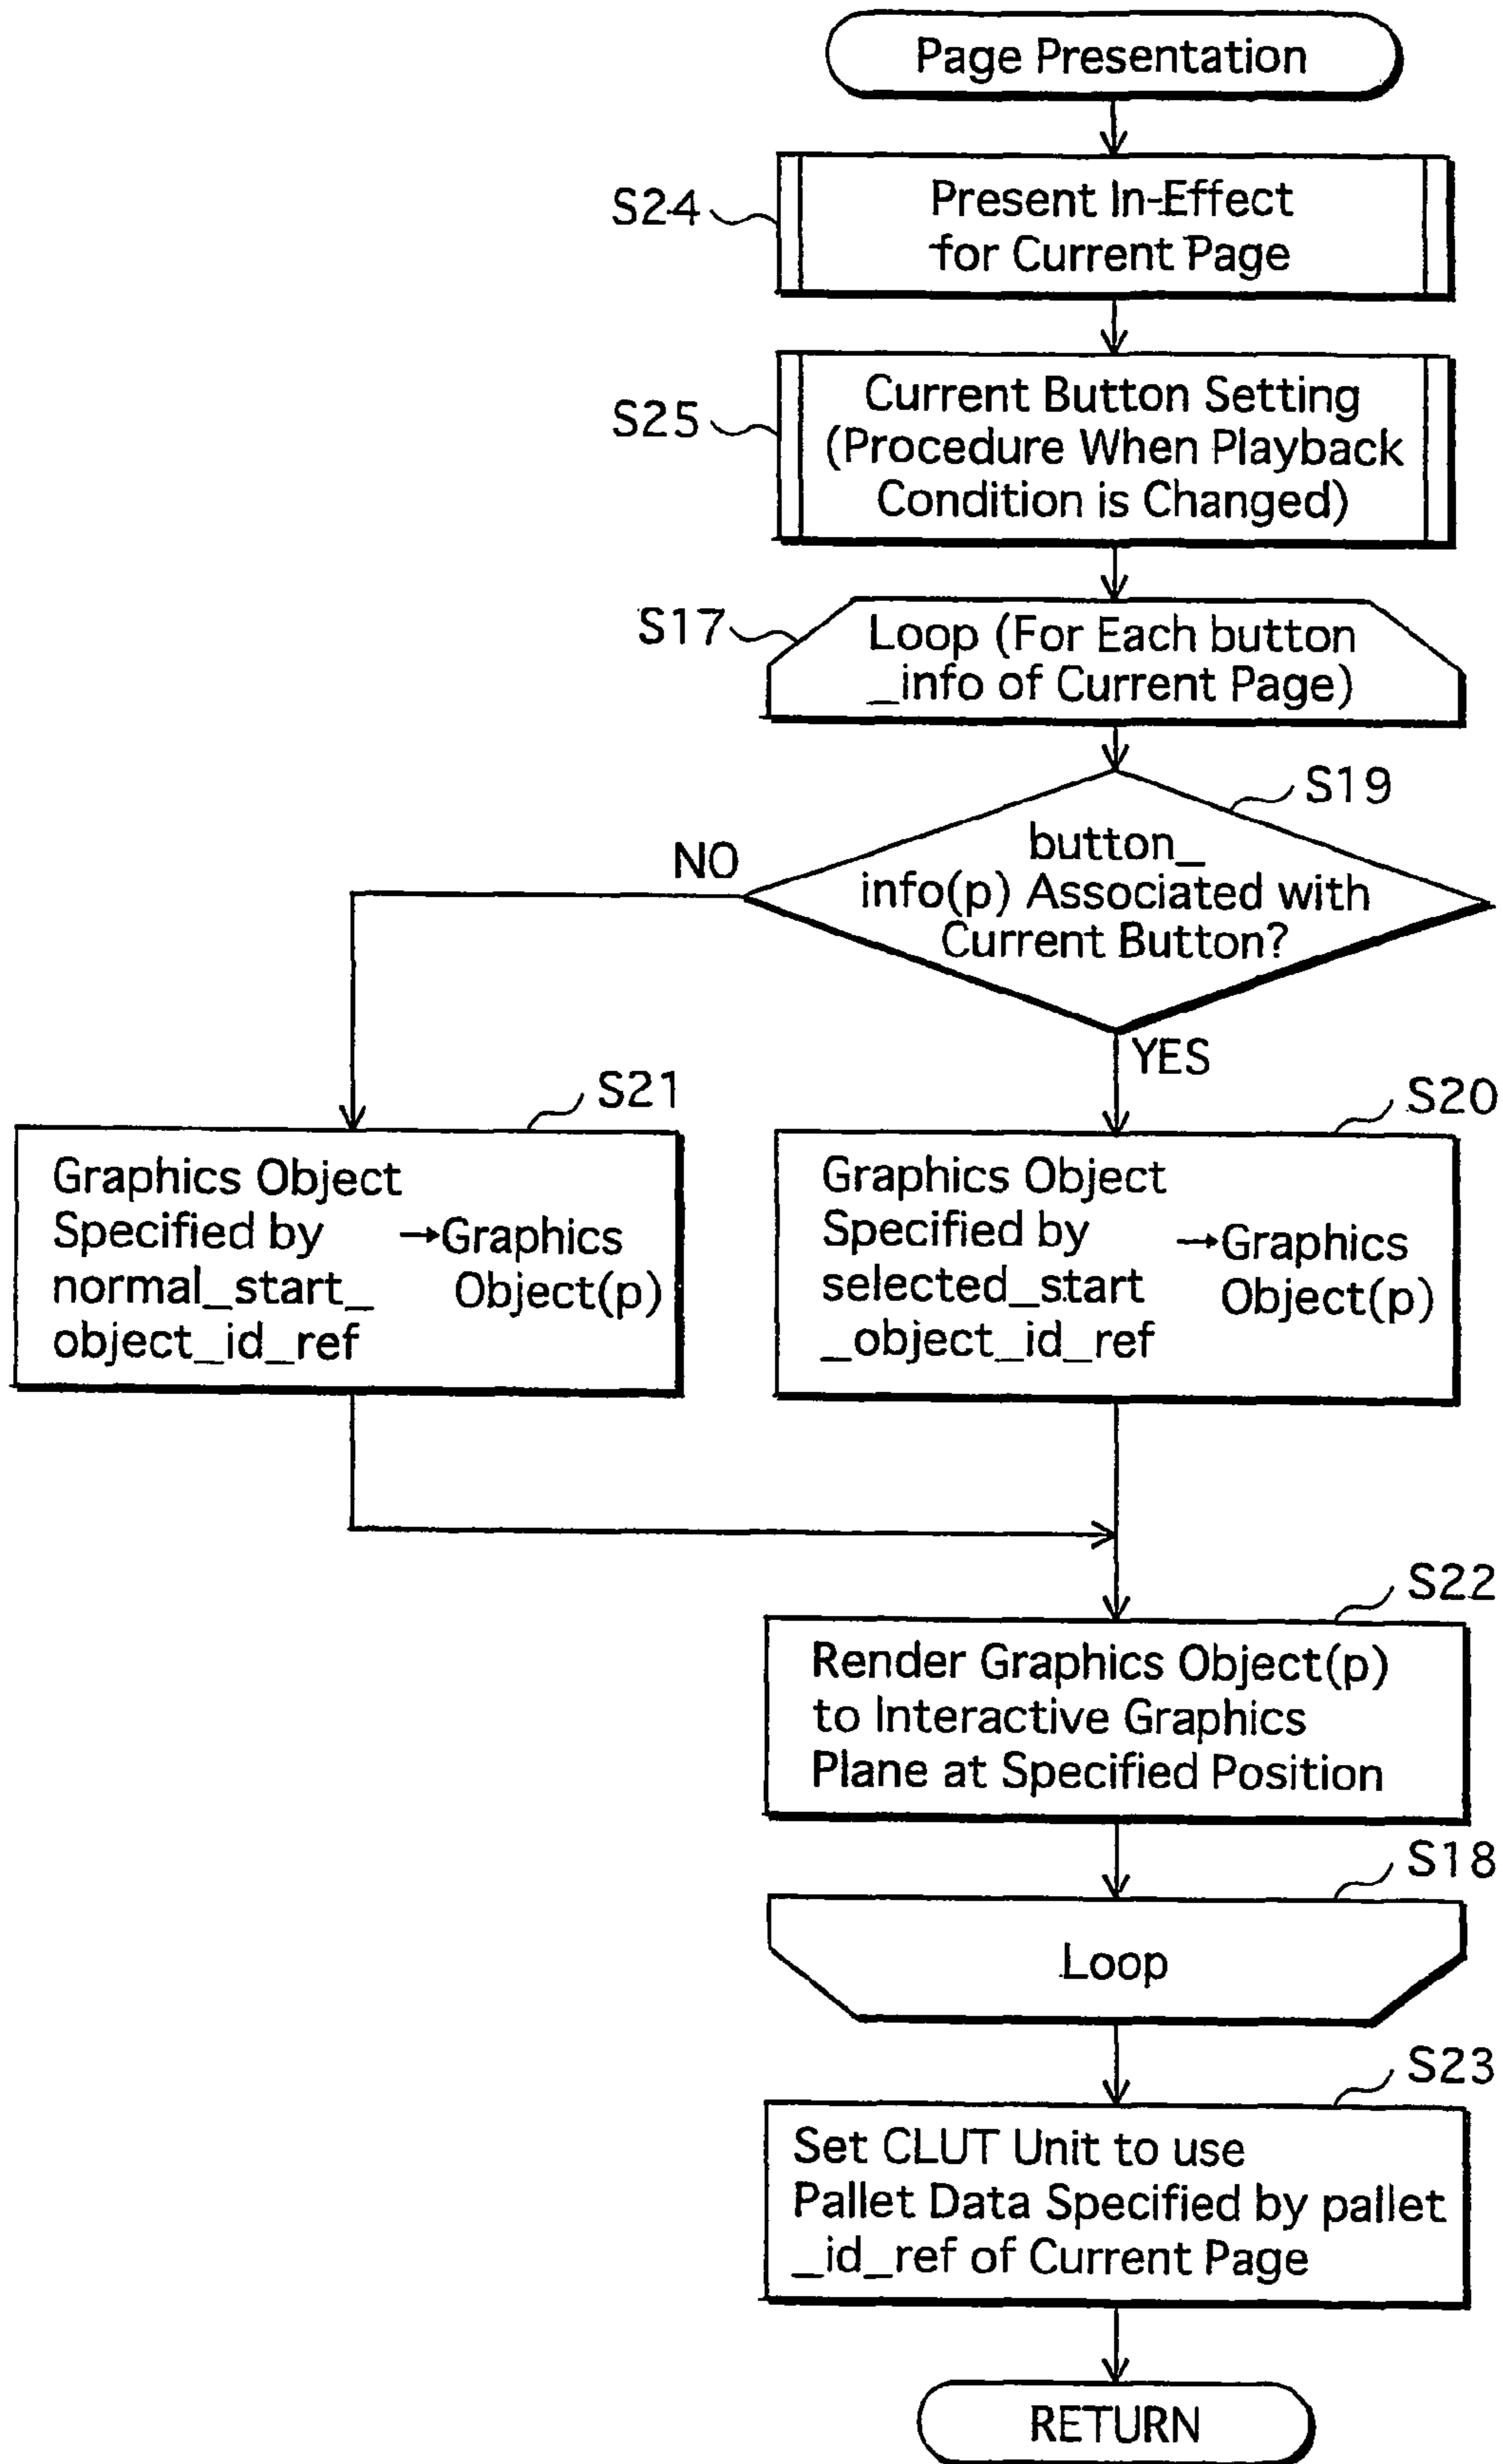 Page Presentation
S24
Present In-Effect
for Current Page
S25
Current Button Setting
(Procedure When Playback
Condition is Changed)
S17
Loop (For Each button
_info of Current Page)
S19
button_
info(p) Associated with
Current Button?
NO
YES
S21
Graphics Object
Specified by →Graphics
normal_start_ Object(p)
object_id_ref
S20
Graphics Object
Specified by →Graphics
selected_start Object(p)
_object_id_ref
S22
Render Graphics Object(p)
to Interactive Graphics
Plane at Specified Position
S18
Loop
S23
Set CLUT Unit to use
Pallet Data Specified by pallet
_id_ref of Current Page
RETURN